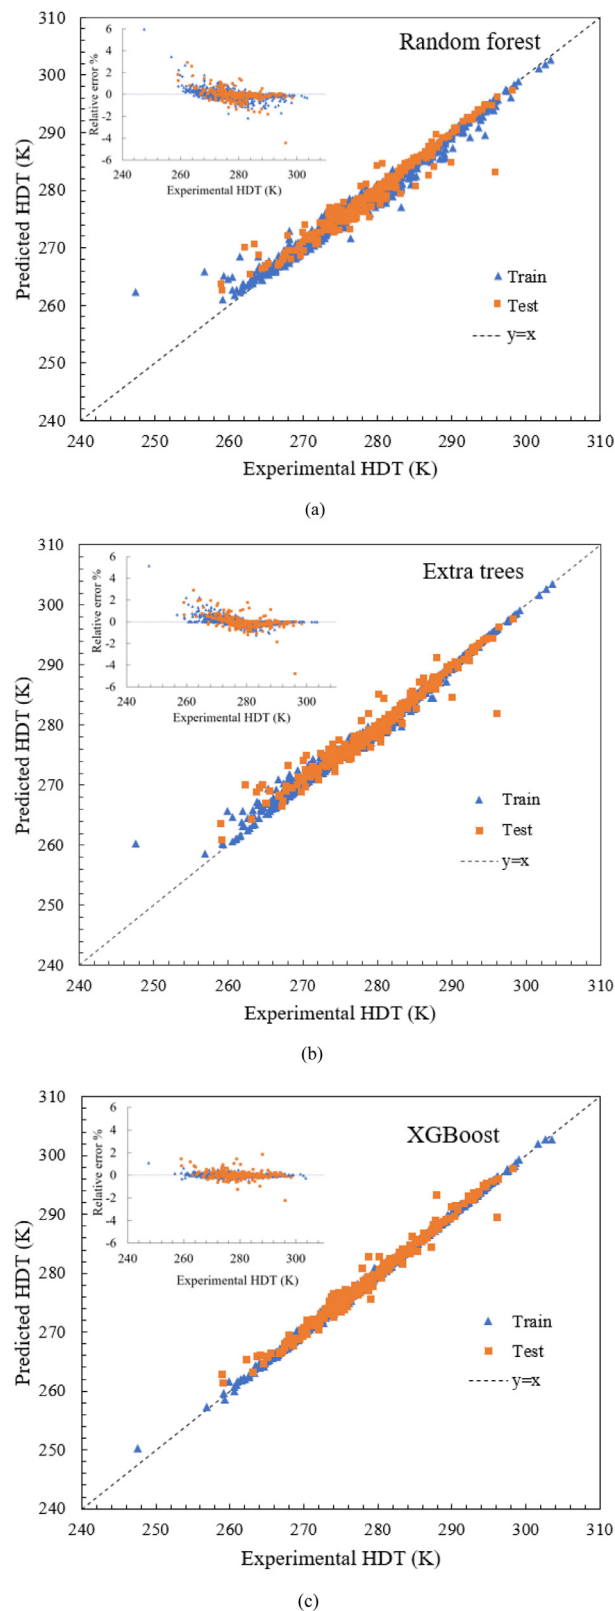 Random forest
Predicted HDT (K)
310
300
290
280
270
260
250
240
240 250 260 270 280 290 300 310
Experimental HDT (K)
Relative error %
6
4
2
0
-2
-4
-6
240 260 280 300
Experimental HDT (K)
Train
Test
y=x
(a)
Extra trees
Predicted HDT (K)
310
300
290
280
270
260
250
240
240 250 260 270 280 290 300 310
Experimental HDT (K)
Relative error %
6
4
2
0
-2
-4
-6
240 260 280 300
Experimental HDT (K)
Train
Test
y=x
(b)
XGBoost
Predicted HDT (K)
310
300
290
280
270
260
250
240
240 250 260 270 280 290 300 310
Experimental HDT (K)
Relative error %
6
4
2
0
-2
-4
-6
240 260 280 300
Experimental HDT (K)
Train
Test
y=x
(c)